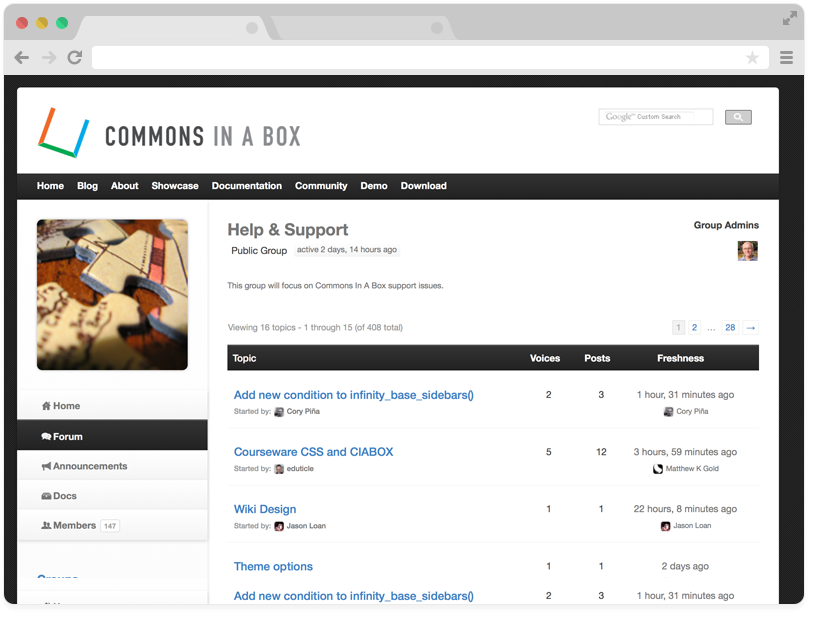 COMMONS IN A BOX
Google™ Custom Search
Home Blog About Showcase Documentation Community Demo Download
Help & Support
Group Admins
Public Group active 2 days, 14 hours ago
This group will focus on Commons In A Box support issues.
Viewing 16 topics - 1 through 15 (of 408 total)
1 2 … 28 →
Topic Voices Posts Freshness
Add new condition to infinity_base_sidebars() 2 3 1 hour, 31 minutes ago
Started by: Cory Piña Cory Piña
Home
Forum
Courseware CSS and CIABOX 5 12 3 hours, 59 minutes ago
Started by: eduticle Matthew K Gold
Announcements
Docs
Members 147
Wiki Design 1 1 22 hours, 8 minutes ago
Started by: Jason Loan Jason Loan
Theme options 1 1 2 days ago
Add new condition to infinity_base_sidebars() 2 3 1 hour, 31 minutes ago